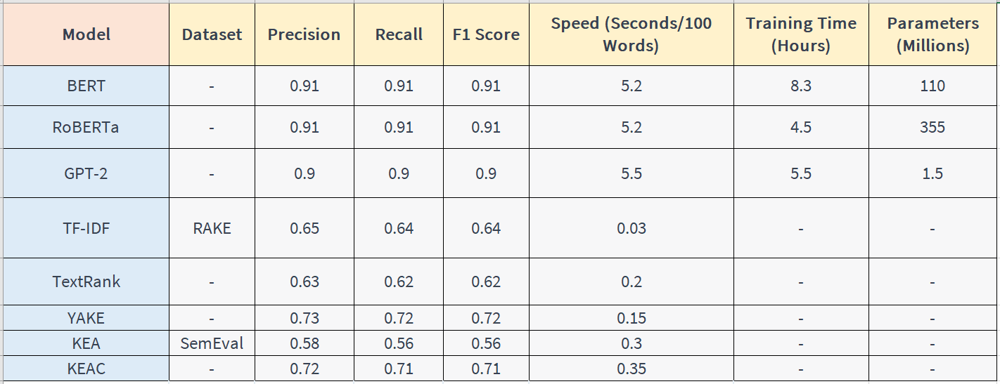 Model Dataset Precision Recall F1 Score Speed (Seconds/100 Words) Training Time (Hours) Parameters (Millions)
BERT - 0.91 0.91 0.91 5.2 8.3 110
RoBERTa - 0.91 0.91 0.91 5.2 4.5 355
GPT-2 - 0.9 0.9 0.9 5.5 5.5 1.5
TF-IDF RAKE 0.65 0.64 0.64 0.03 - -
TextRank - 0.63 0.62 0.62 0.2 - -
YAKE - 0.73 0.72 0.72 0.15 - -
KEA SemEval 0.58 0.56 0.56 0.3 - -
KEAC - 0.72 0.71 0.71 0.35 - -